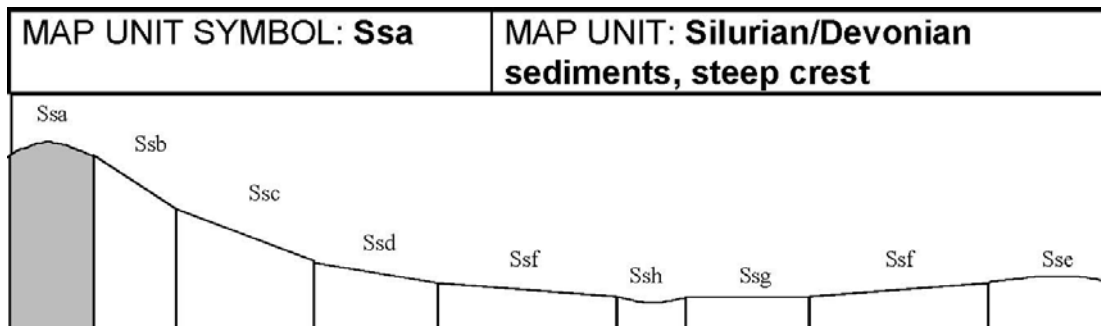 MAP UNIT SYMBOL: Ssa
MAP UNIT: Silurian/Devonian
sediments, steep crest
Ssa
Ssb
Ssc
Ssd
Ssf
Ssh
Ssg
Ssf
Sse